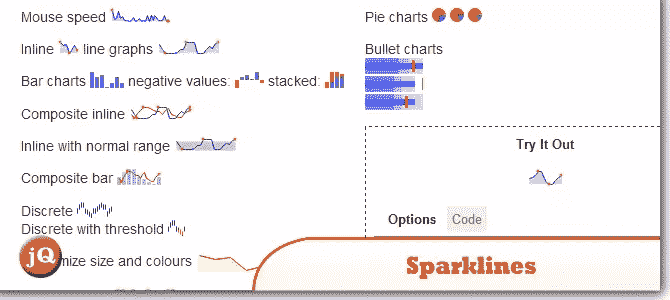 Mouse speed
Inline line graphs
Bar charts negative values: stacked:
Composite inline
Inline with normal range
Composite bar
Discrete
Discrete with threshold
jQ mize size and colours
Pie charts
Bullet charts
Try It Out
Options Code
Sparklines